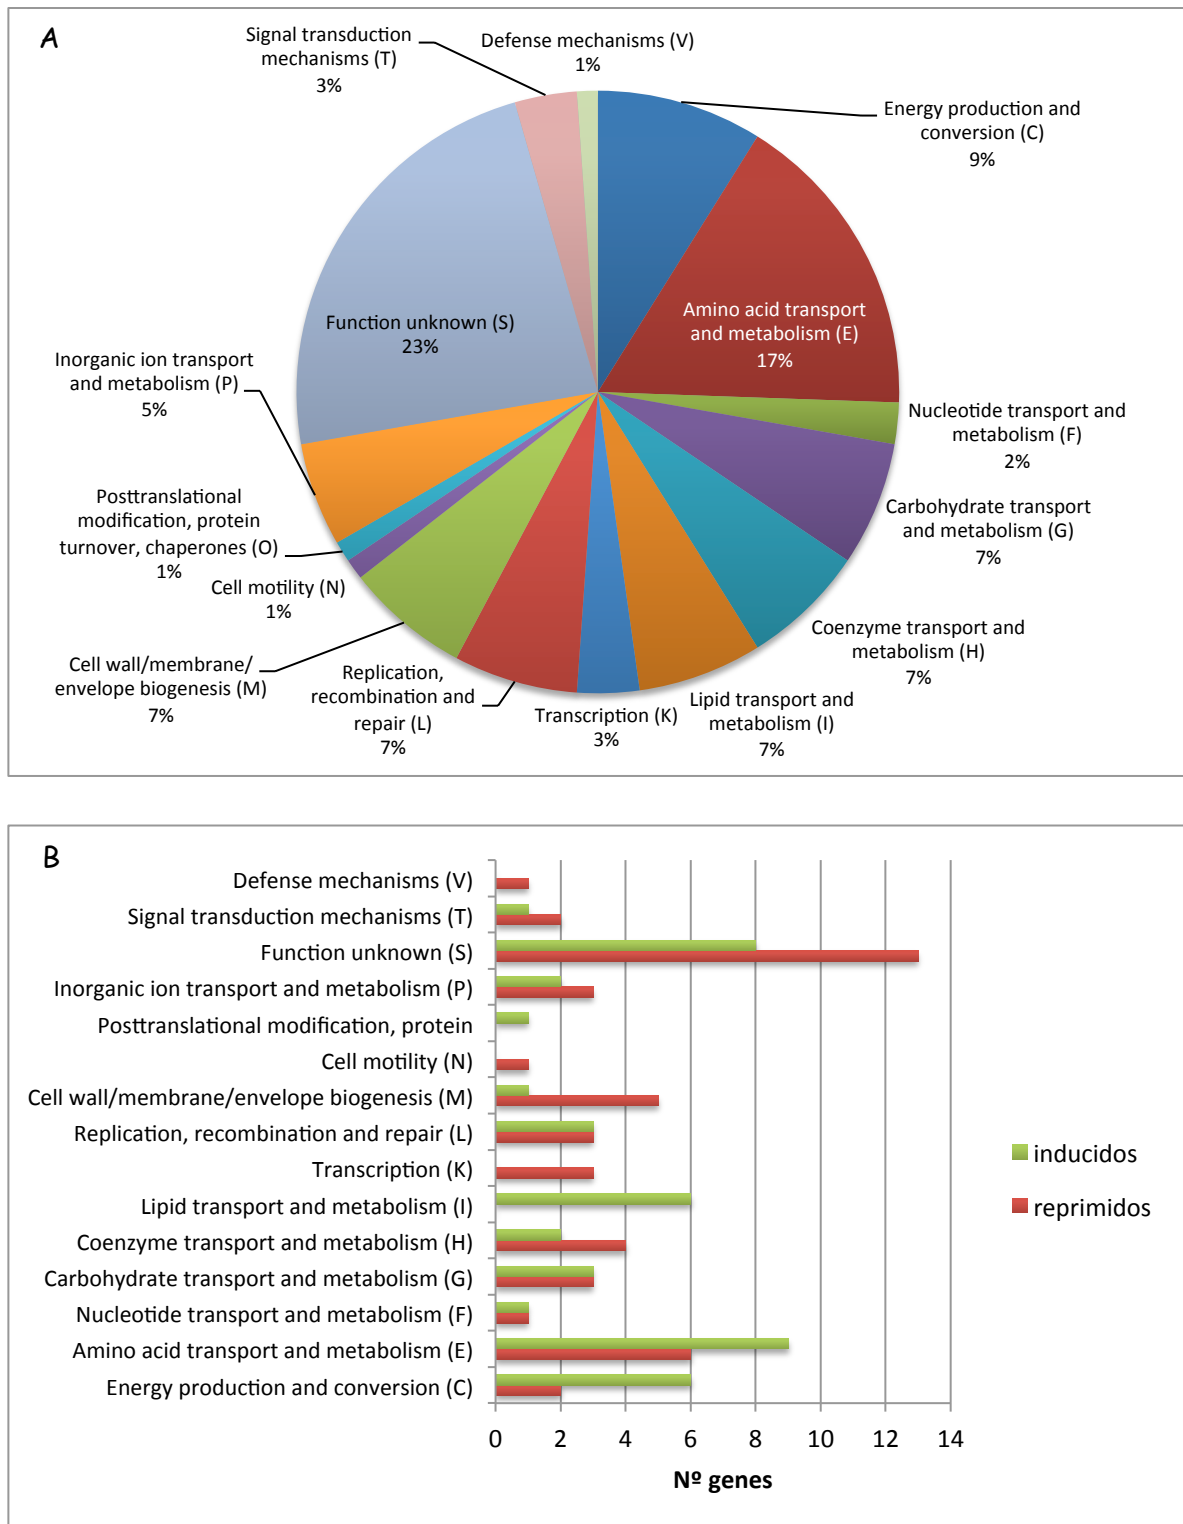 A
Signal transduction
mechanisms (T)
3%
Defense mechanisms (V)
1%
Energy production and
conversion (C)
9%
Amino acid transport
and metabolism (E)
17%
Function unknown (S)
23%
Inorganic ion transport
and metabolism (P)
5%
Nucleotide transport and
metabolism (F)
2%
Posttranslational
modification, protein
turnover, chaperones (O)
1%
Carbohydrate transport
and metabolism (G)
7%
Cell motility (N)
1%
Coenzyme transport and
metabolism (H)
7%
Cell wall/membrane/
envelope biogenesis (M)
7%
Replication,
recombination and
repair (L)
7%
Transcription (K)
3%
Lipid transport and
metabolism (I)
7%
B
Defense mechanisms (V)
Signal transduction mechanisms (T)
Function unknown (S)
Inorganic ion transport and metabolism (P)
Posttranslational modification, protein
Cell motility (N)
Cell wall/membrane/envelope biogenesis (M)
Replication, recombination and repair (L)
Transcription (K)
Lipid transport and metabolism (I)
Coenzyme transport and metabolism (H)
Carbohydrate transport and metabolism (G)
Nucleotide transport and metabolism (F)
Amino acid transport and metabolism (E)
Energy production and conversion (C)
inducidos
reprimidos
0 2 4 6 8 10 12 14
Nº genes